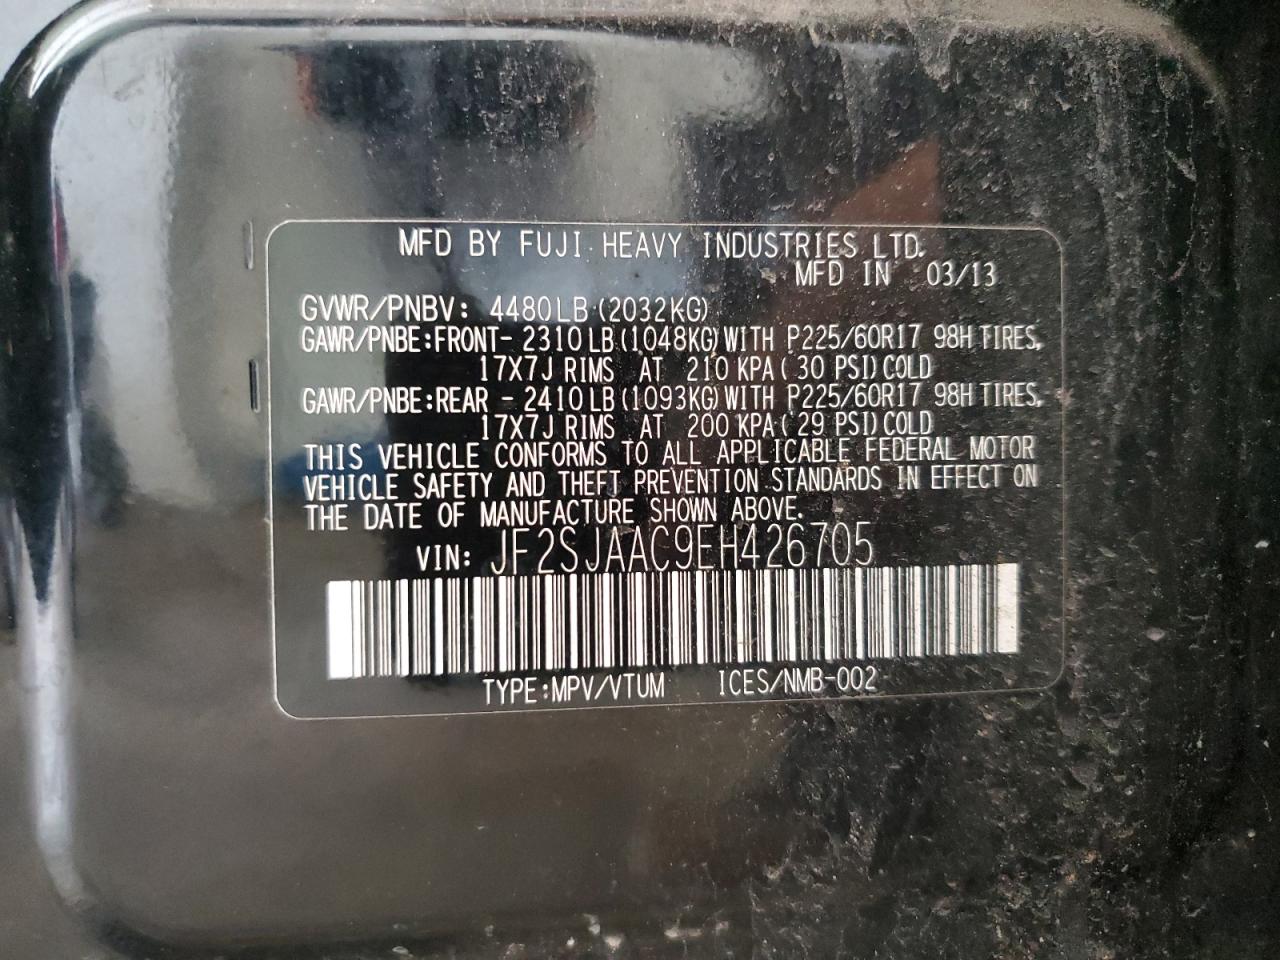 MFD BY FUJI HEAVY INDUSTRIES LTD.
MFD IN 03/13
GVWR/PNBV: 4480LB (2032KG)
GAWR/PNBE:FRONT- 2310 LB (1048KG) WITH P225/60R17 98H TIRES,
17X7J RIMS AT 210 KPA ( 30 PSI) COLD
GAWR/PNBE:REAR - 2410 LB (1093KG) WITH P225/60R17 98H TIRES,
17X7J RIMS AT 200 KPA ( 29 PSI) COLD
THIS VEHICLE CONFORMS TO ALL APPLICABLE FEDERAL MOTOR
VEHICLE SAFETY AND THEFT PREVENTION STANDARDS IN EFFECT ON
THE DATE OF MANUFACTURE SHOWN ABOVE.
VIN: JF2SJAAC9EH426705
TYPE:MPV/VTUM ICES/NMB-002